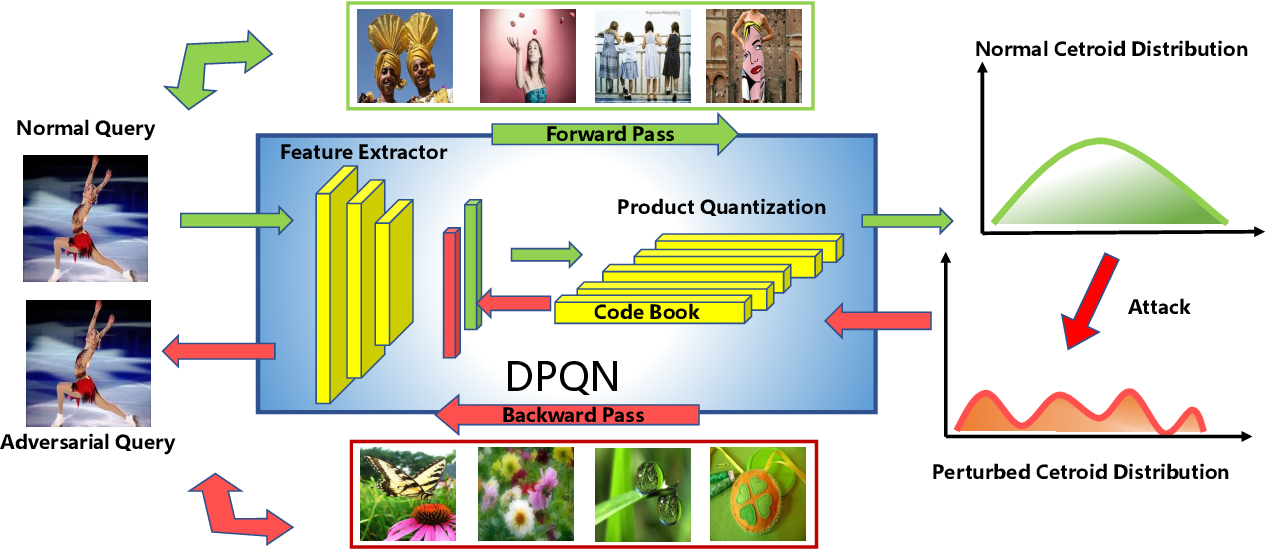 Normal Cetroid Distribution
Normal Query
Forward Pass
Feature Extractor
Product Quantization
Code Book
Attack
DPQN
Backward Pass
Adversarial Query
Perturbed Cetroid Distribution